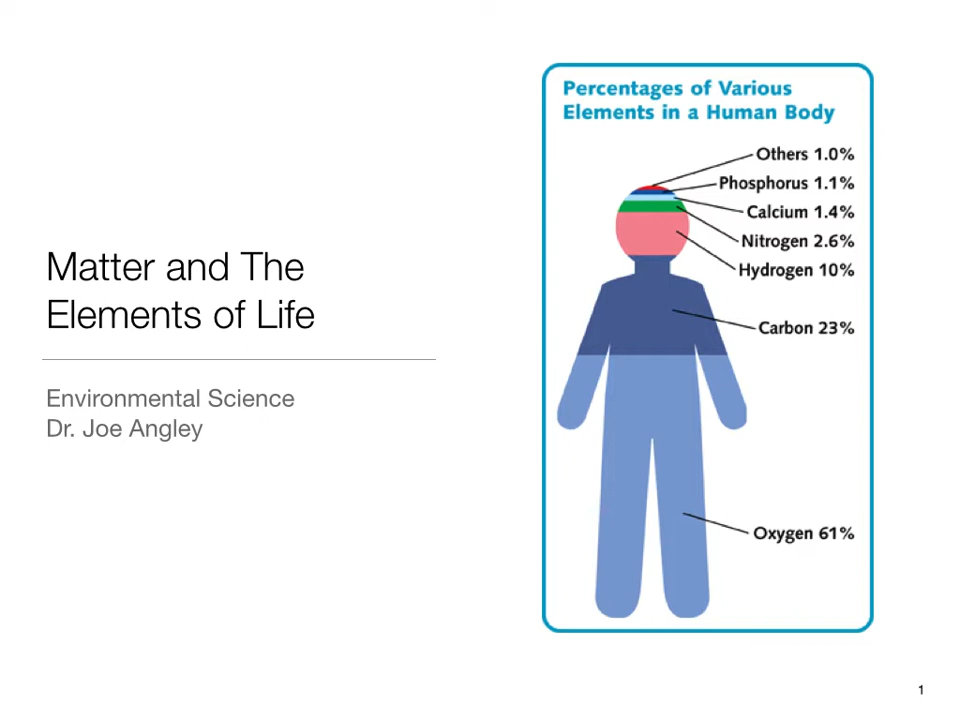 Matter and The
Elements of Life
Environmental Science
Dr. Joe Angley
Percentages of Various
Elements in a Human Body
Others 1.0%
Phosphorus 1.1%
Calcium 1.4%
Nitrogen 2.6%
Hydrogen 10%
Carbon 23%
Oxygen 61%
1